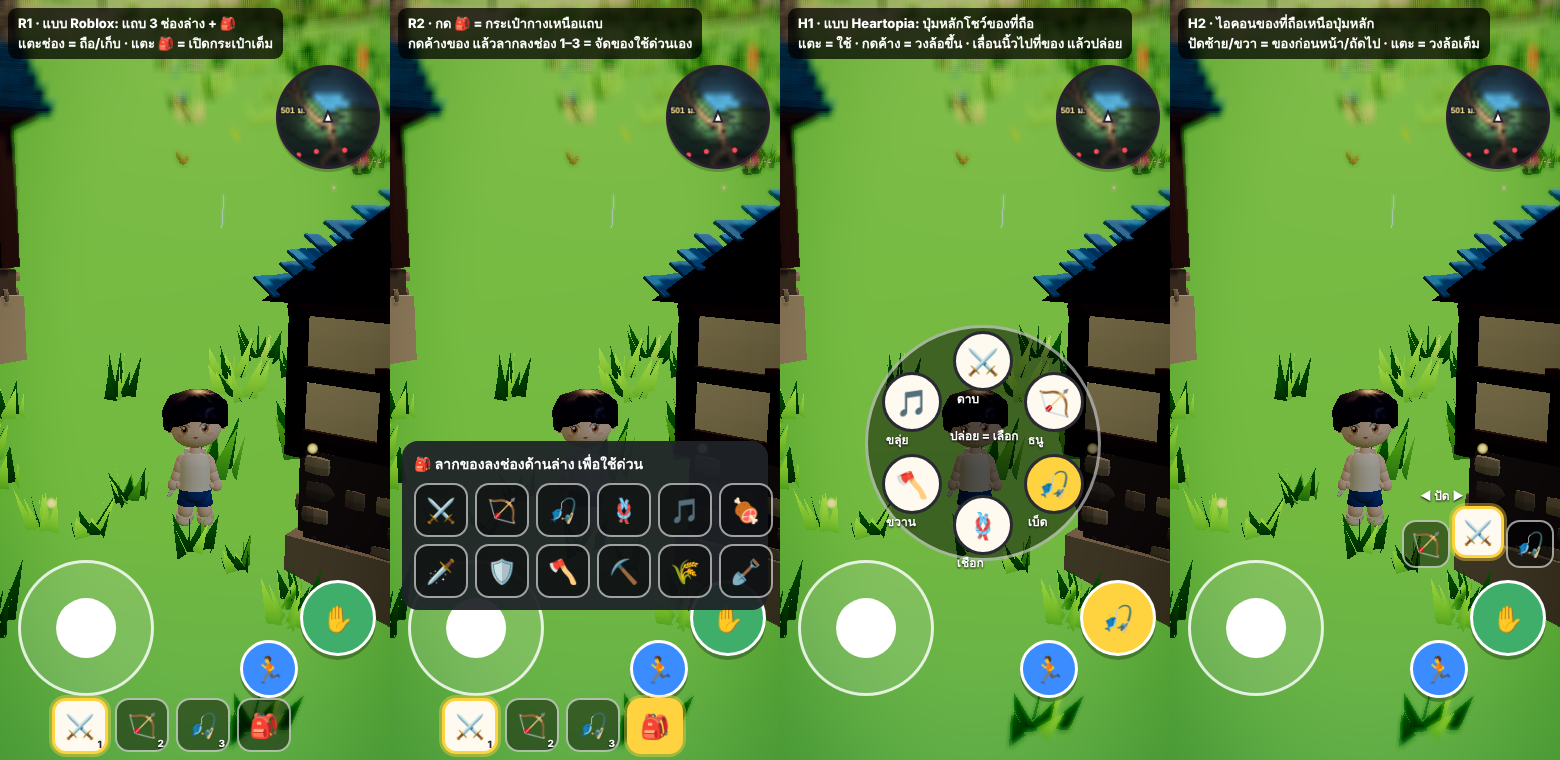 R1 · แบบ Roblox: แถบ 3 ช่องล่าง + 🎒
แตะช่อง = ถือ/เก็บ · แตะ 🎒 = เปิดกระเป๋าเต็ม
501 ม.
1
2
3
R2 · กด 🎒 = กระเป๋ากางเหนือแถบ
กดค้างของ แล้วลากลงช่อง 1–3 = จัดของใช้ด่วนเอง
501 ม.
🎒 ลากของลงช่องด้านล่าง เพื่อใช้ด่วน
1
2
3
H1 · แบบ Heartopia: ปุ่มหลักโชว์ของที่ถือ
แตะ = ใช้ · กดค้าง = วงล้อขึ้น · เลื่อนนิ้วไปที่ของ แล้วปล่อย
501 ม.
ดาบ
ขลุ่ย
ปล่อย = เลือก
ธนู
ขวาน
เบ็ด
เชือก
H2 · ไอคอนของที่ถือเหนือปุ่มหลัก
ปัดซ้าย/ขวา = ของก่อนหน้า/ถัดไป · แตะ = วงล้อเต็ม
501 ม.
◀ ปัด ▶